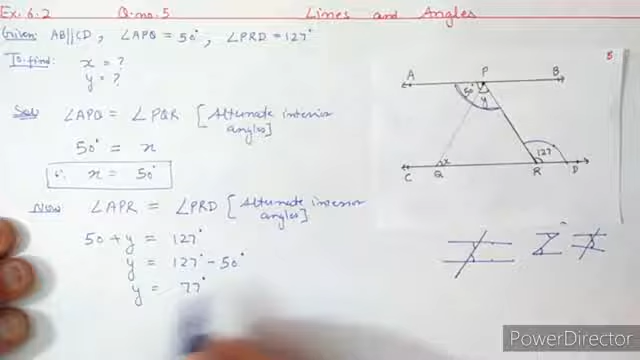 Ex. 6.2 Q.no.5 Lines and Angles
Given: AB||CD, ∠APQ = 50°, ∠PRD = 127°
To find: x = ?
y = ?
Sol ∠APQ = ∠PQR [Alternate interior angles]
50° = x
∴ x = 50°
Now ∠APR = ∠PRD [Alternate interior angles]
50 + y = 127°
y = 127° - 50°
y = 77°
8
A P B
50° y
127°
x
C Q R D
PowerDirector